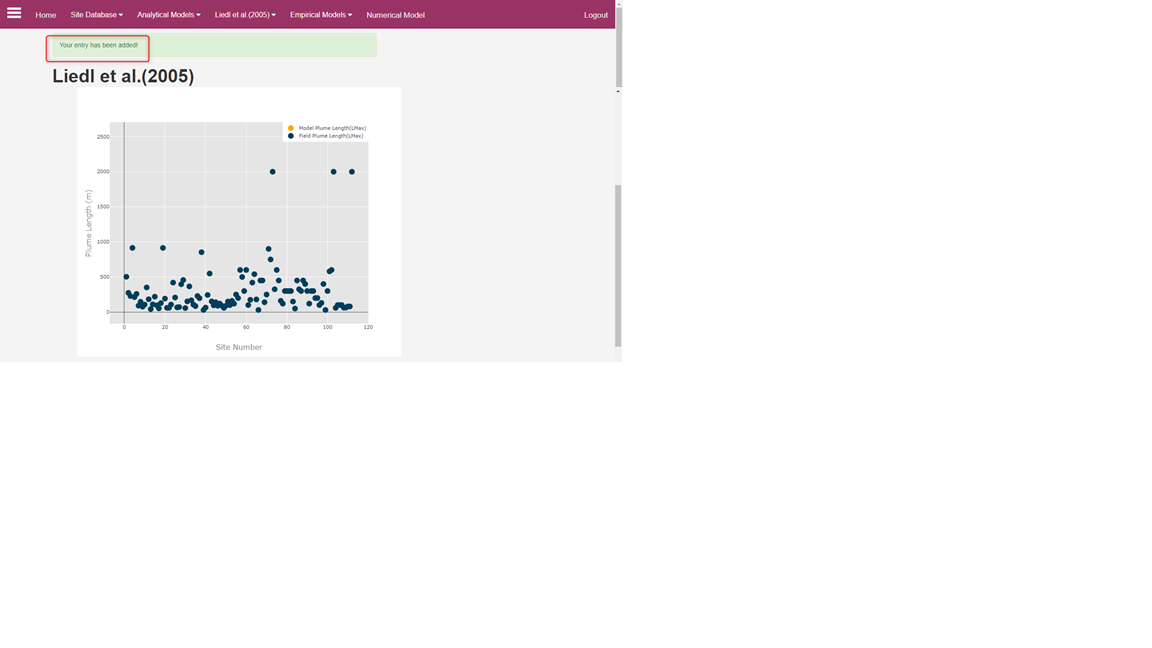 Home Site Database Analytical Models Liedl et al.(2005) Empirical Models Numerical Model Logout
Your entry has been added!
Liedl et al.(2005)
Model Plume Length(LMax)
Field Plume Length(LMax)
Plume Length (m)
2500
2000
1500
1000
500
0
0 20 40 60 80 100 120
Site Number